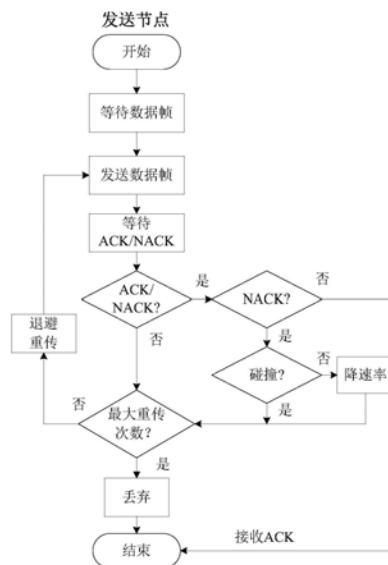 发送节点
开始
等待数据帧
发送数据帧
等待
ACK/NACK
ACK/
NACK?
是
NACK?
否
退避
重传
否
是
碰撞?
否
降速率
否
最大重传
次数?
是
是
丢弃
接收ACK
结束